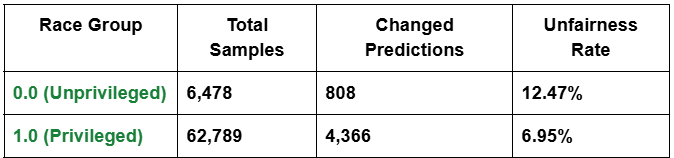 Race Group Total Samples Changed Predictions Unfairness Rate
0.0 (Unprivileged) 6,478 808 12.47%
1.0 (Privileged) 62,789 4,366 6.95%